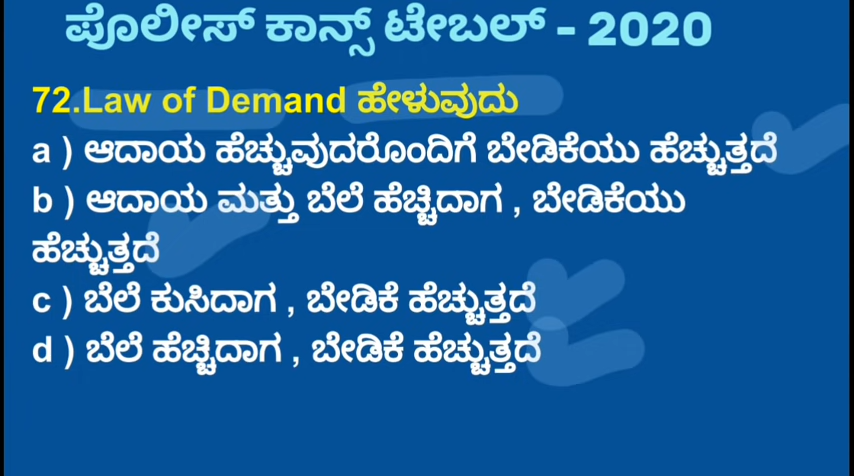 ಪೊಲೀಸ್ ಕಾನ್ಸ್ ಟೇಬಲ್ - 2020
72.Law of Demand ಹೇಳುವುದು
a ) ಆದಾಯ ಹೆಚ್ಚುವುದರೊಂದಿಗೆ ಬೇಡಿಕೆಯು ಹೆಚ್ಚುತ್ತದೆ
b ) ಆದಾಯ ಮತ್ತು ಬೆಲೆ ಹೆಚ್ಚಿದಾಗ , ಬೇಡಿಕೆಯು
ಹೆಚ್ಚುತ್ತದೆ
c ) ಬೆಲೆ ಕುಸಿದಾಗ , ಬೇಡಿಕೆ ಹೆಚ್ಚುತ್ತದೆ
d ) ಬೆಲೆ ಹೆಚ್ಚಿದಾಗ , ಬೇಡಿಕೆ ಹೆಚ್ಚುತ್ತದೆ